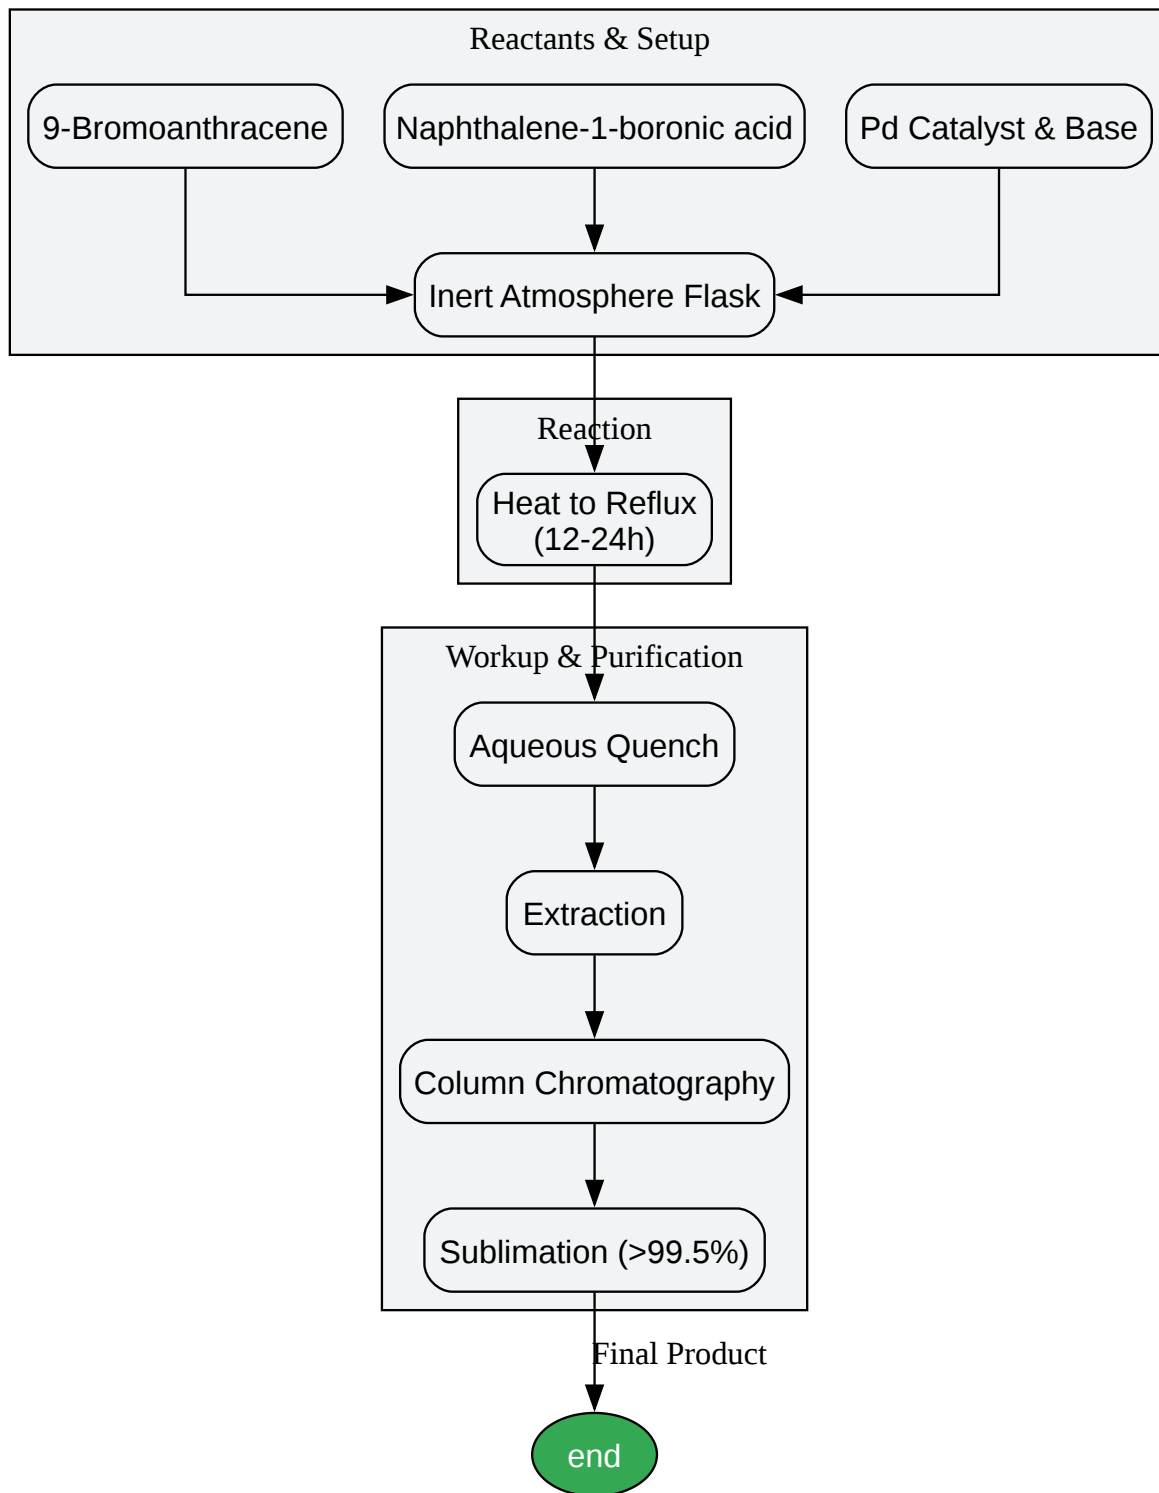 Reactants & Setup
9-Bromoanthracene
Naphthalene-1-boronic acid
Pd Catalyst & Base
Inert Atmosphere Flask
Reaction
Heat to Reflux
(12-24h)
Workup & Purification
Aqueous Quench
Extraction
Column Chromatography
Sublimation (>99.5%)
Final Product
end